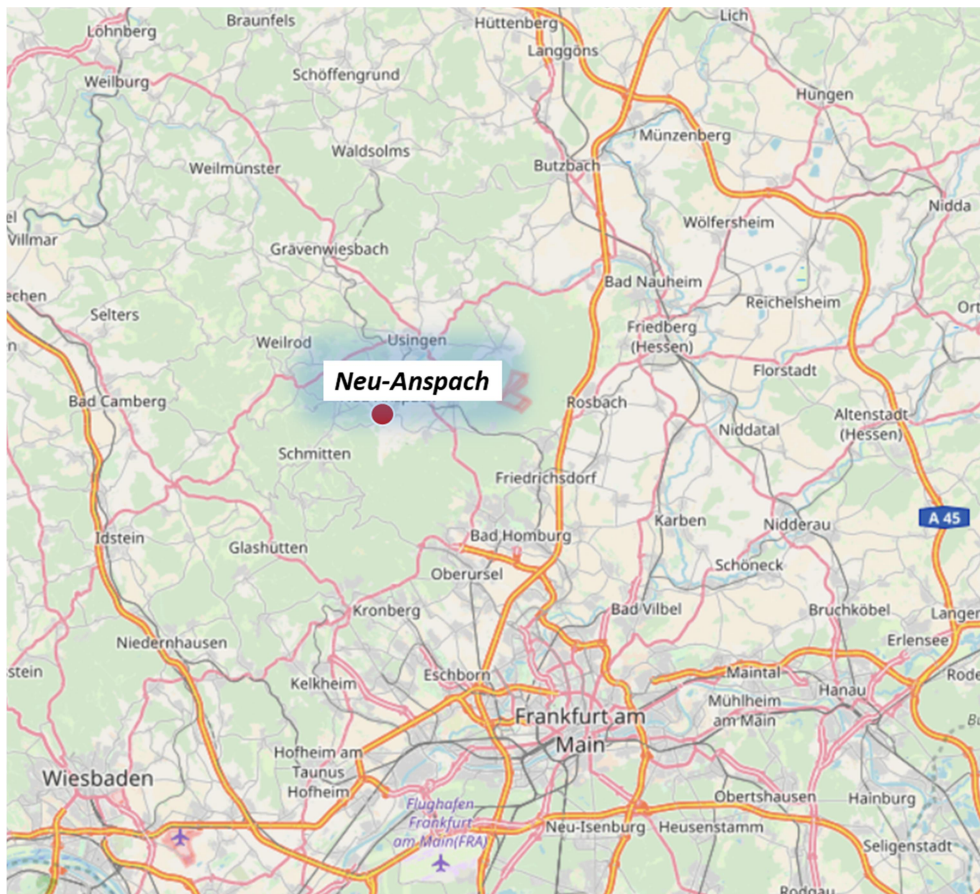 Löhnberg
Braunfels
Hüttenberg
Lich
Langgöns
Weilburg
Schöffengrund
Hungen
Münzenberg
Waldsolms
Butzbach
Weilmünster
Nidda
Villmar
Wölfersheim
Grävenwiesbach
Bad Nauheim
Reichelsheim
Selters
Friedberg
(Hessen)
Weilrod
Usingen
Florstadt
Neu-Anspach
Bad Camberg
Rosbach
Altenstadt
(Hessen)
Niddatal
Schmitten
Friedrichsdorf
A 45
Karben
Nidderau
Idstein
Bad Homburg
Glashütten
Schöneck
Oberursel
Kronberg
Bad Vilbel
Bruchköbel
Niedernhausen
Erlensee
Eschborn
Maintal
Kelkheim
Hanau
Mühlheim
am Main
Frankfurt am
Main
Hofheim am
Taunus
Hofheim
Wiesbaden
Obertshausen
Hainburg
Flughafen
Frankfurt
am Main(FRA)
Neu-Isenburg
Heusenstamm
Seligenstadt
Rodgau